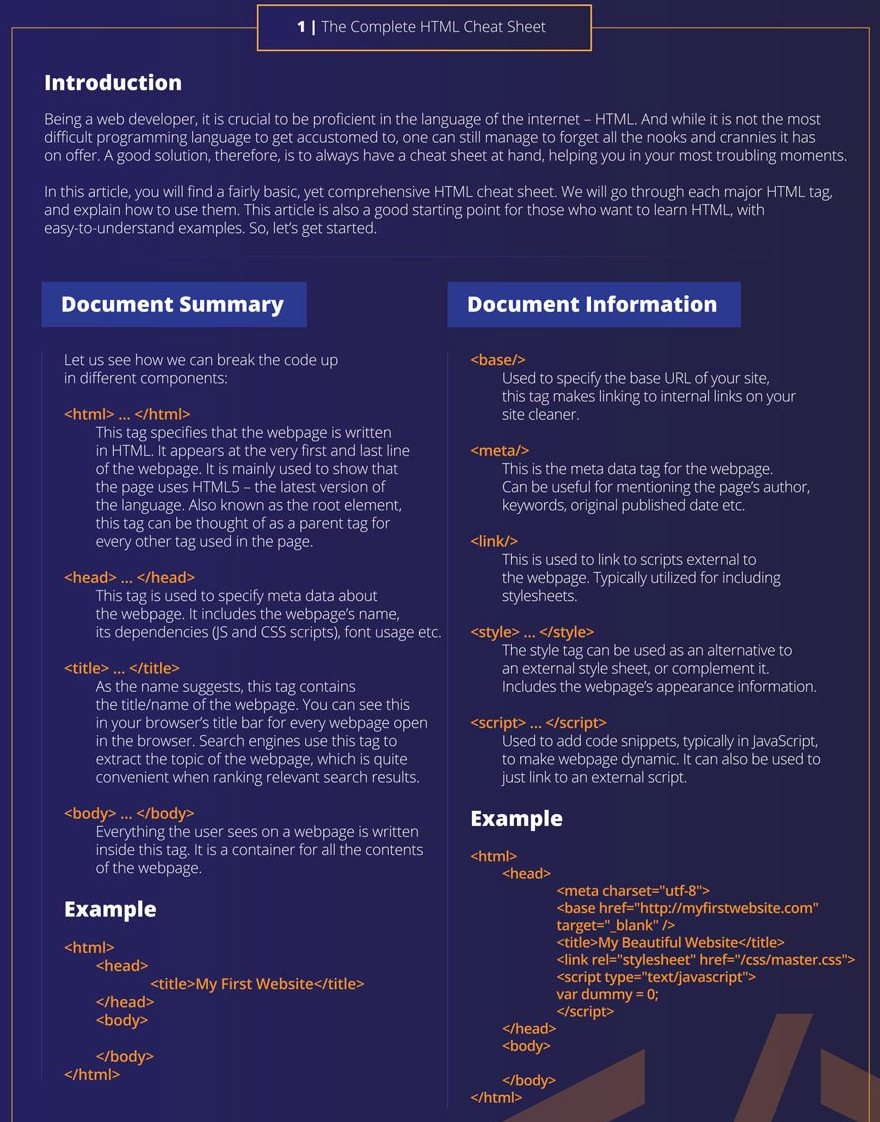 1 | The Complete HTML Cheat Sheet
Introduction
Being a web developer, it is crucial to be proficient in the language of the internet – HTML. And while it is not the most
difficult programming language to get accustomed to, one can still manage to forget all the nooks and crannies it has
on offer. A good solution, therefore, is to always have a cheat sheet at hand, helping you in your most troubling moments.
In this article, you will find a fairly basic, yet comprehensive HTML cheat sheet. We will go through each major HTML tag,
and explain how to use them. This article is also a good starting point for those who want to learn HTML, with
easy-to-understand examples. So, let's get started.
Document Summary
Let us see how we can break the code up
in different components:
<html> ... </html>
This tag specifies that the webpage is written
in HTML. It appears at the very first and last line
of the webpage. It is mainly used to show that
the page uses HTML5 – the latest version of
the language. Also known as the root element,
this tag can be thought of as a parent tag for
every other tag used in the page.
<head> ... </head>
This tag is used to specify meta data about
the webpage. It includes the webpage's name,
its dependencies (JS and CSS scripts), font usage etc.
<title> ... </title>
As the name suggests, this tag contains
the title/name of the webpage. You can see this
in your browser's title bar for every webpage open
in the browser. Search engines use this tag to
extract the topic of the webpage, which is quite
convenient when ranking relevant search results.
<body> ... </body>
Everything the user sees on a webpage is written
inside this tag. It is a container for all the contents
of the webpage.
Example
<html>
<head>
<title>My First Website</title>
</head>
<body>
</body>
</html>
Document Information
<base/>
Used to specify the base URL of your site,
this tag makes linking to internal links on your
site cleaner.
<meta/>
This is the meta data tag for the webpage.
Can be useful for mentioning the page's author,
keywords, original published date etc.
<link/>
This is used to link to scripts external to
the webpage. Typically utilized for including
stylesheets.
<style> ... </style>
The style tag can be used as an alternative to
an external style sheet, or complement it.
Includes the webpage's appearance information.
<script> ... </script>
Used to add code snippets, typically in JavaScript,
to make webpage dynamic. It can also be used to
just link to an external script.
Example
<html>
<head>
<meta charset="utf-8">
<base href="http://myfirstwebsite.com"
target="_blank" />
<title>My Beautiful Website</title>
<link rel="stylesheet" href="/css/master.css">
<script type="text/javascript">
var dummy = 0;
</script>
</head>
<body>
</body>
</html>